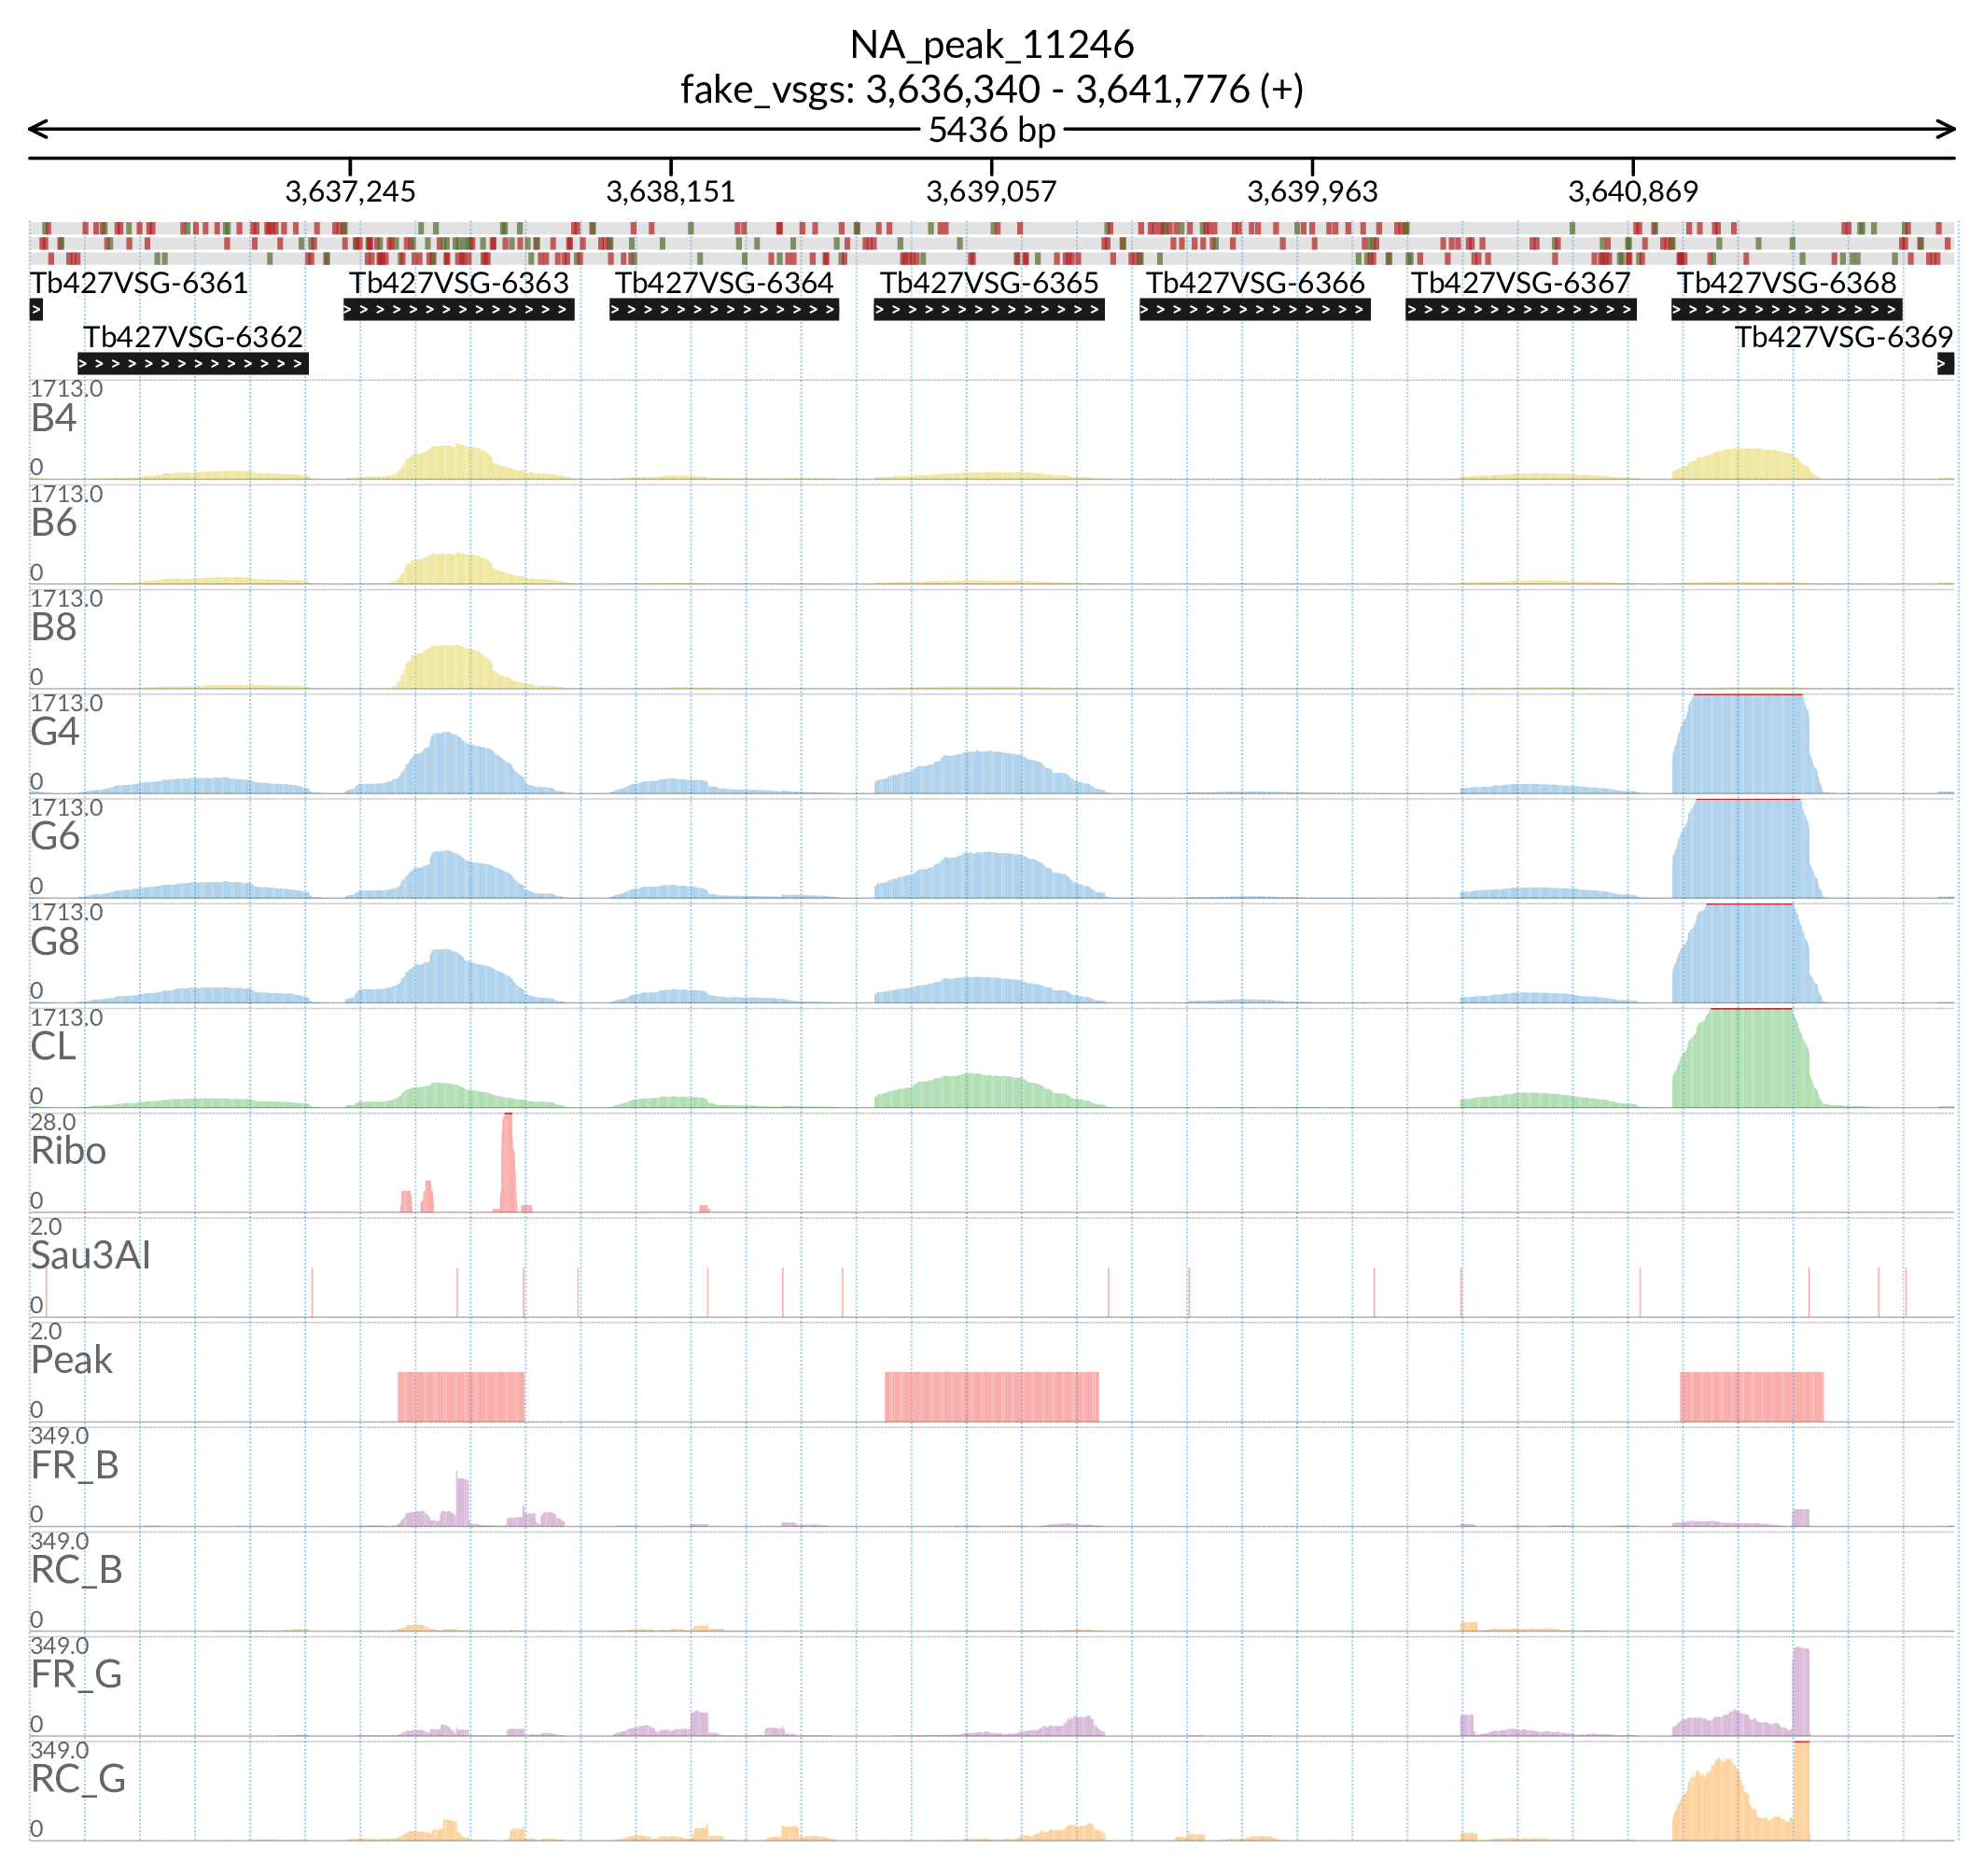 NA_peak_11246
fake_vsgs: 3,636,340 - 3,641,776 (+)
5436 bp
3,637,245 3,638,151 3,639,057 3,639,963 3,640,869
Tb427VSG-6361 Tb427VSG-6363 Tb427VSG-6364 Tb427VSG-6365 Tb427VSG-6366 Tb427VSG-6367 Tb427VSG-6368
Tb427VSG-6362 Tb427VSG-6369
1713.0
B4
0
1713.0
B6
0
1713.0
B8
0
1713.0
G4
0
1713.0
G6
0
1713.0
G8
0
1713.0
CL
0
28.0
Ribo
0
2.0
Sau3AI
0
2.0
Peak
0
349.0
FR_B
0
349.0
RC_B
0
349.0
FR_G
0
349.0
RC_G
0